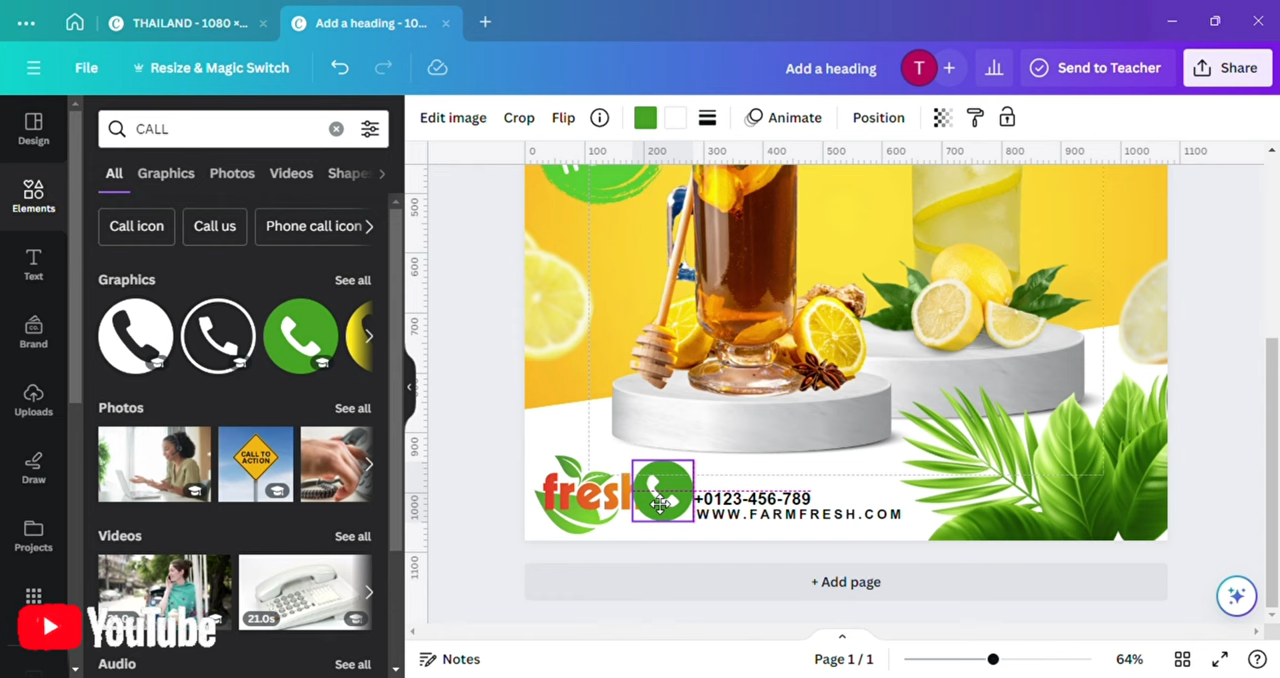 THAILAND - 1080 ×...
Add a heading - 10...
File
Resize & Magic Switch
Add a heading
T
Send to Teacher
Share
Design
Elements
Text
Brand
Uploads
Draw
Projects
CALL
All
Graphics
Photos
Videos
Shape
Call icon
Call us
Phone call icon
Graphics
See all
Photos
See all
CALL TO
ACTION
Videos
See all
21.0s
Audio
See all
YouTube
Edit image
Crop
Flip
Animate
Position
0 100 200 300 400 500 600 700 800 900 1000 1100
500
600
700
900
1000
1100
fresh
+0123-456-789
WWW.FARMFRESH.COM
+ Add page
Notes
Page 1 / 1
64%